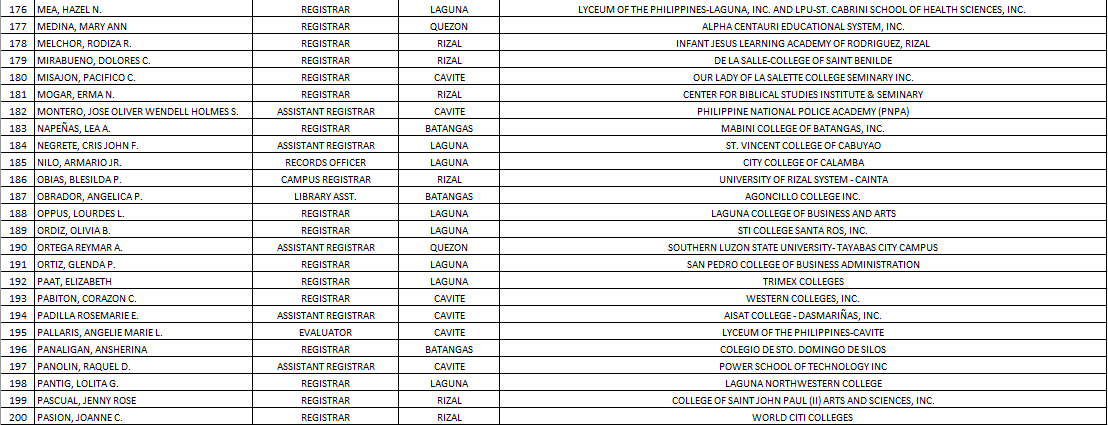 176 MEA, HAZEL N. REGISTRAR LAGUNA LYCEUM OF THE PHILIPPINES-LAGUNA, INC. AND LPU-ST. CABRINI SCHOOL OF HEALTH SCIENCES, INC.
177 MEDINA, MARY ANN REGISTRAR QUEZON ALPHA CENTAURI EDUCATIONAL SYSTEM, INC.
178 MELCHOR, RODIZA R. REGISTRAR RIZAL INFANT JESUS LEARNING ACADEMY OF RODRIGUEZ, RIZAL
179 MIRABUENO, DOLORES C. REGISTRAR RIZAL DE LA SALLE-COLLEGE OF SAINT BENILDE
180 MISAJON, PACIFICO C. REGISTRAR CAVITE OUR LADY OF LA SALETTE COLLEGE SEMINARY INC.
181 MOGAR, ERMA N. REGISTRAR RIZAL CENTER FOR BIBLICAL STUDIES INSTITUTE & SEMINARY
182 MONTERO, JOSE OLIVER WENDELL HOLMES S. ASSISTANT REGISTRAR CAVITE PHILIPPINE NATIONAL POLICE ACADEMY (PNPA)
183 NAPEÑAS, LEA A. REGISTRAR BATANGAS MABINI COLLEGE OF BATANGAS, INC.
184 NEGRETE, CRIS JOHN F. ASSISTANT REGISTRAR LAGUNA ST. VINCENT COLLEGE OF CABUYAO
185 NILO, ARMARIO JR. RECORDS OFFICER LAGUNA CITY COLLEGE OF CALAMBA
186 OBIAS, BLESILDA P. CAMPUS REGISTRAR RIZAL UNIVERSITY OF RIZAL SYSTEM - CAINTA
187 OBRADOR, ANGELICA P. LIBRARY ASST. BATANGAS AGONCILLO COLLEGE INC.
188 OPPUS, LOURDES L. REGISTRAR LAGUNA LAGUNA COLLEGE OF BUSINESS AND ARTS
189 ORDIZ, OLIVIA B. REGISTRAR LAGUNA STI COLLEGE SANTA ROS, INC.
190 ORTEGA REYMAR A. ASSISTANT REGISTRAR QUEZON SOUTHERN LUZON STATE UNIVERSITY- TAYABAS CITY CAMPUS
191 ORTIZ, GLENDA P. REGISTRAR LAGUNA SAN PEDRO COLLEGE OF BUSINESS ADMINISTRATION
192 PAAT, ELIZABETH REGISTRAR LAGUNA TRIMEX COLLEGES
193 PABITON, CORAZON C. REGISTRAR CAVITE WESTERN COLLEGES, INC.
194 PADILLA ROSEMARIE E. ASSISTANT REGISTRAR CAVITE AISAT COLLEGE - DASMARIÑAS, INC.
195 PALLARIS, ANGELIE MARIE L. EVALUATOR CAVITE LYCEUM OF THE PHILIPPINES-CAVITE
196 PANALIGAN, ANSHERINA REGISTRAR BATANGAS COLEGIO DE STO. DOMINGO DE SILOS
197 PANOLIN, RAQUEL D. ASSISTANT REGISTRAR CAVITE POWER SCHOOL OF TECHNOLOGY INC
198 PANTIG, LOLITA G. REGISTRAR LAGUNA LAGUNA NORTHWESTERN COLLEGE
199 PASCUAL, JENNY ROSE REGISTRAR RIZAL COLLEGE OF SAINT JOHN PAUL (II) ARTS AND SCIENCES, INC.
200 PASION, JOANNE C. REGISTRAR RIZAL WORLD CITI COLLEGES